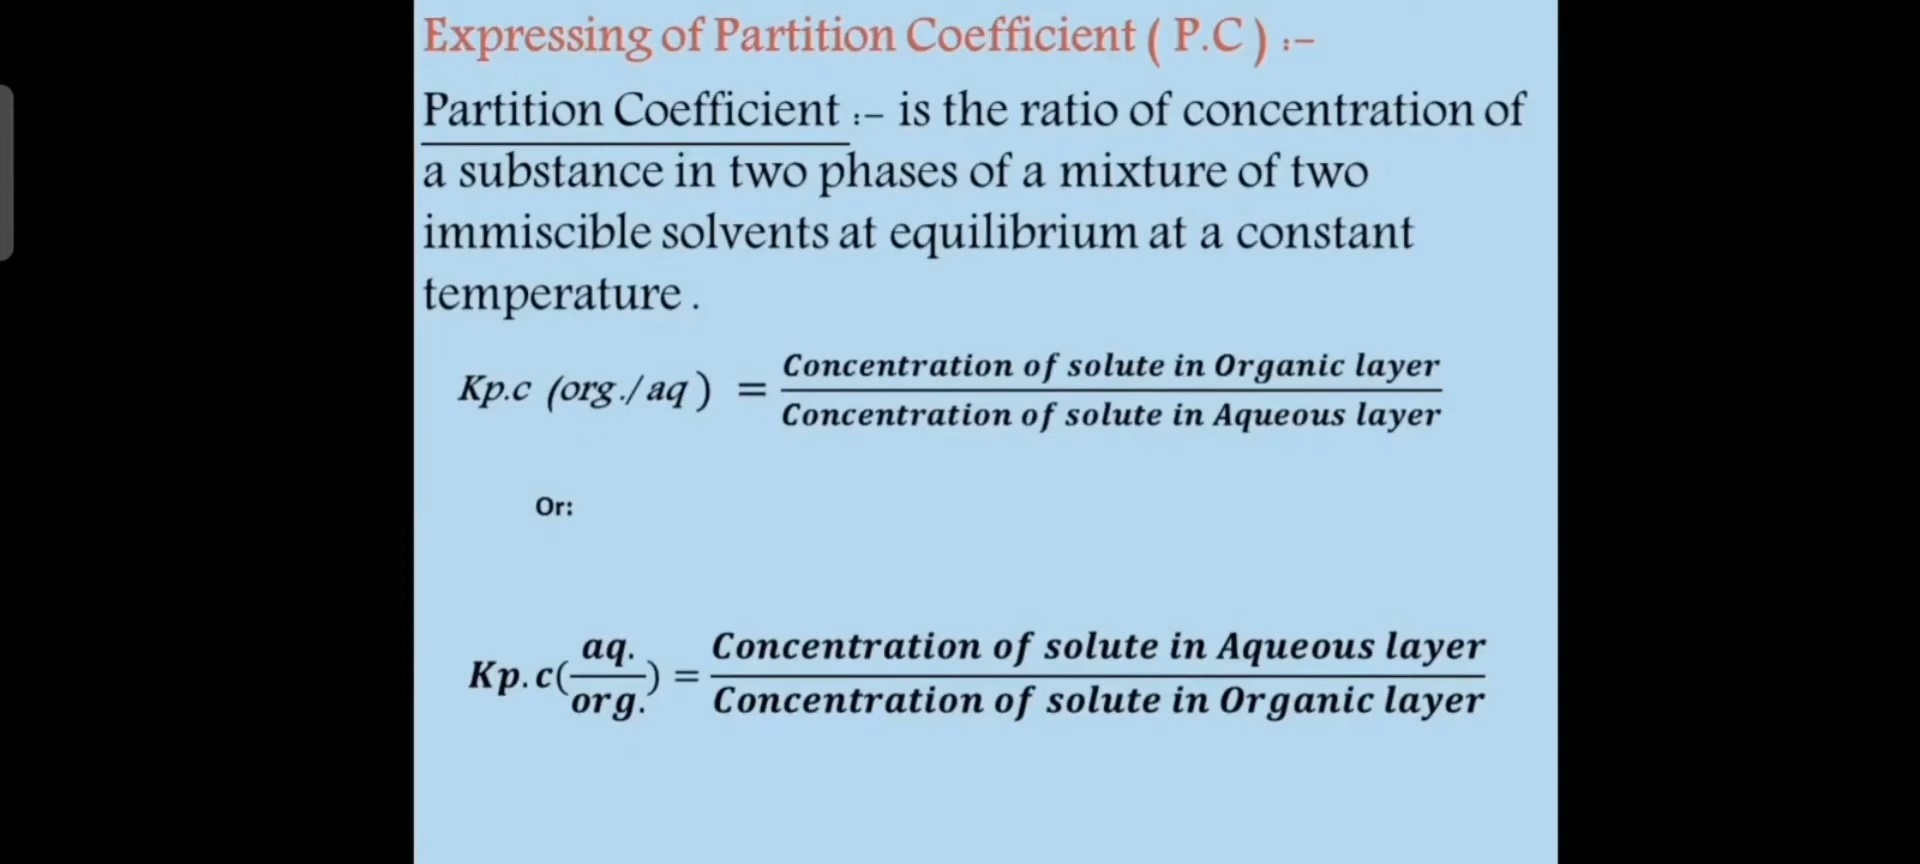 Expressing of Partition Coefficient ( P.C ) :-
Partition Coefficient :- is the ratio of concentration of
a substance in two phases of a mixture of two
immiscible solvents at equilibrium at a constant
temperature .
Kp.c (org./ aq ) = Concentration of solute in Organic layer
Concentration of solute in Aqueous layer
Or:
Kp.c(aq./org.) = Concentration of solute in Aqueous layer
Concentration of solute in Organic layer